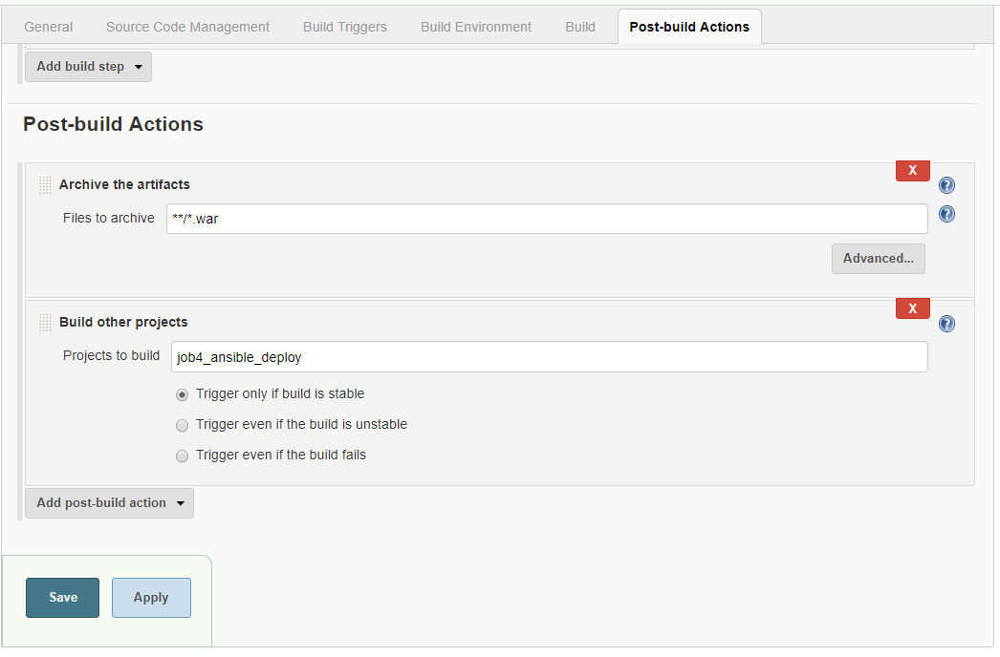 General Source Code Management Build Triggers Build Environment Build Post-build Actions
Add build step
Post-build Actions
X
Archive the artifacts ?
Files to archive **/*.war ?
Advanced...
X
Build other projects ?
Projects to build job4_ansible_deploy
Trigger only if build is stable
Trigger even if the build is unstable
Trigger even if the build fails
Add post-build action
Save Apply